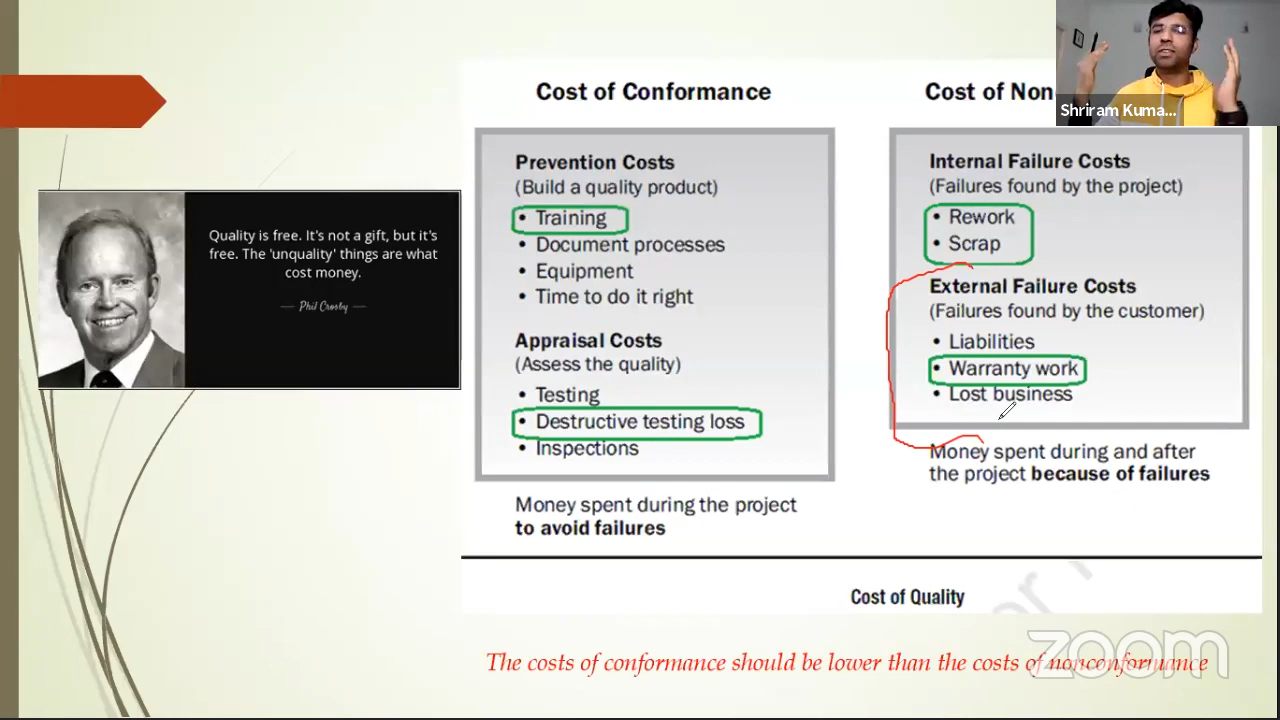 Shriram Kuma...
Quality is free. It's not a gift, but it's
free. The 'unquality' things are what
cost money.
— Phil Crosby —
Cost of Conformance
Prevention Costs
(Build a quality product)
• Training
• Document processes
• Equipment
• Time to do it right
Appraisal Costs
(Assess the quality)
• Testing
• Destructive testing loss
• Inspections
Money spent during the project
to avoid failures
Cost of Non
Internal Failure Costs
(Failures found by the project)
• Rework
• Scrap
External Failure Costs
(Failures found by the customer)
• Liabilities
• Warranty work
• Lost business
Money spent during and after
the project because of failures
Cost of Quality
The costs of conformance should be lower than the costs of nonconformance
zoom